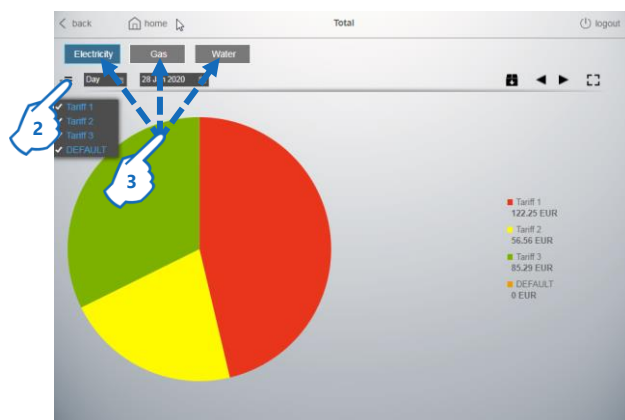 back
home
Total
logout
Electricity
Gas
Water
Day
28 Jun 2020
Tariff 1
Tariff 2
Tariff 3
DEFAULT
2
3
Tariff 1
122.25 EUR
Tariff 2
56.56 EUR
Tariff 3
85.29 EUR
DEFAULT
0 EUR